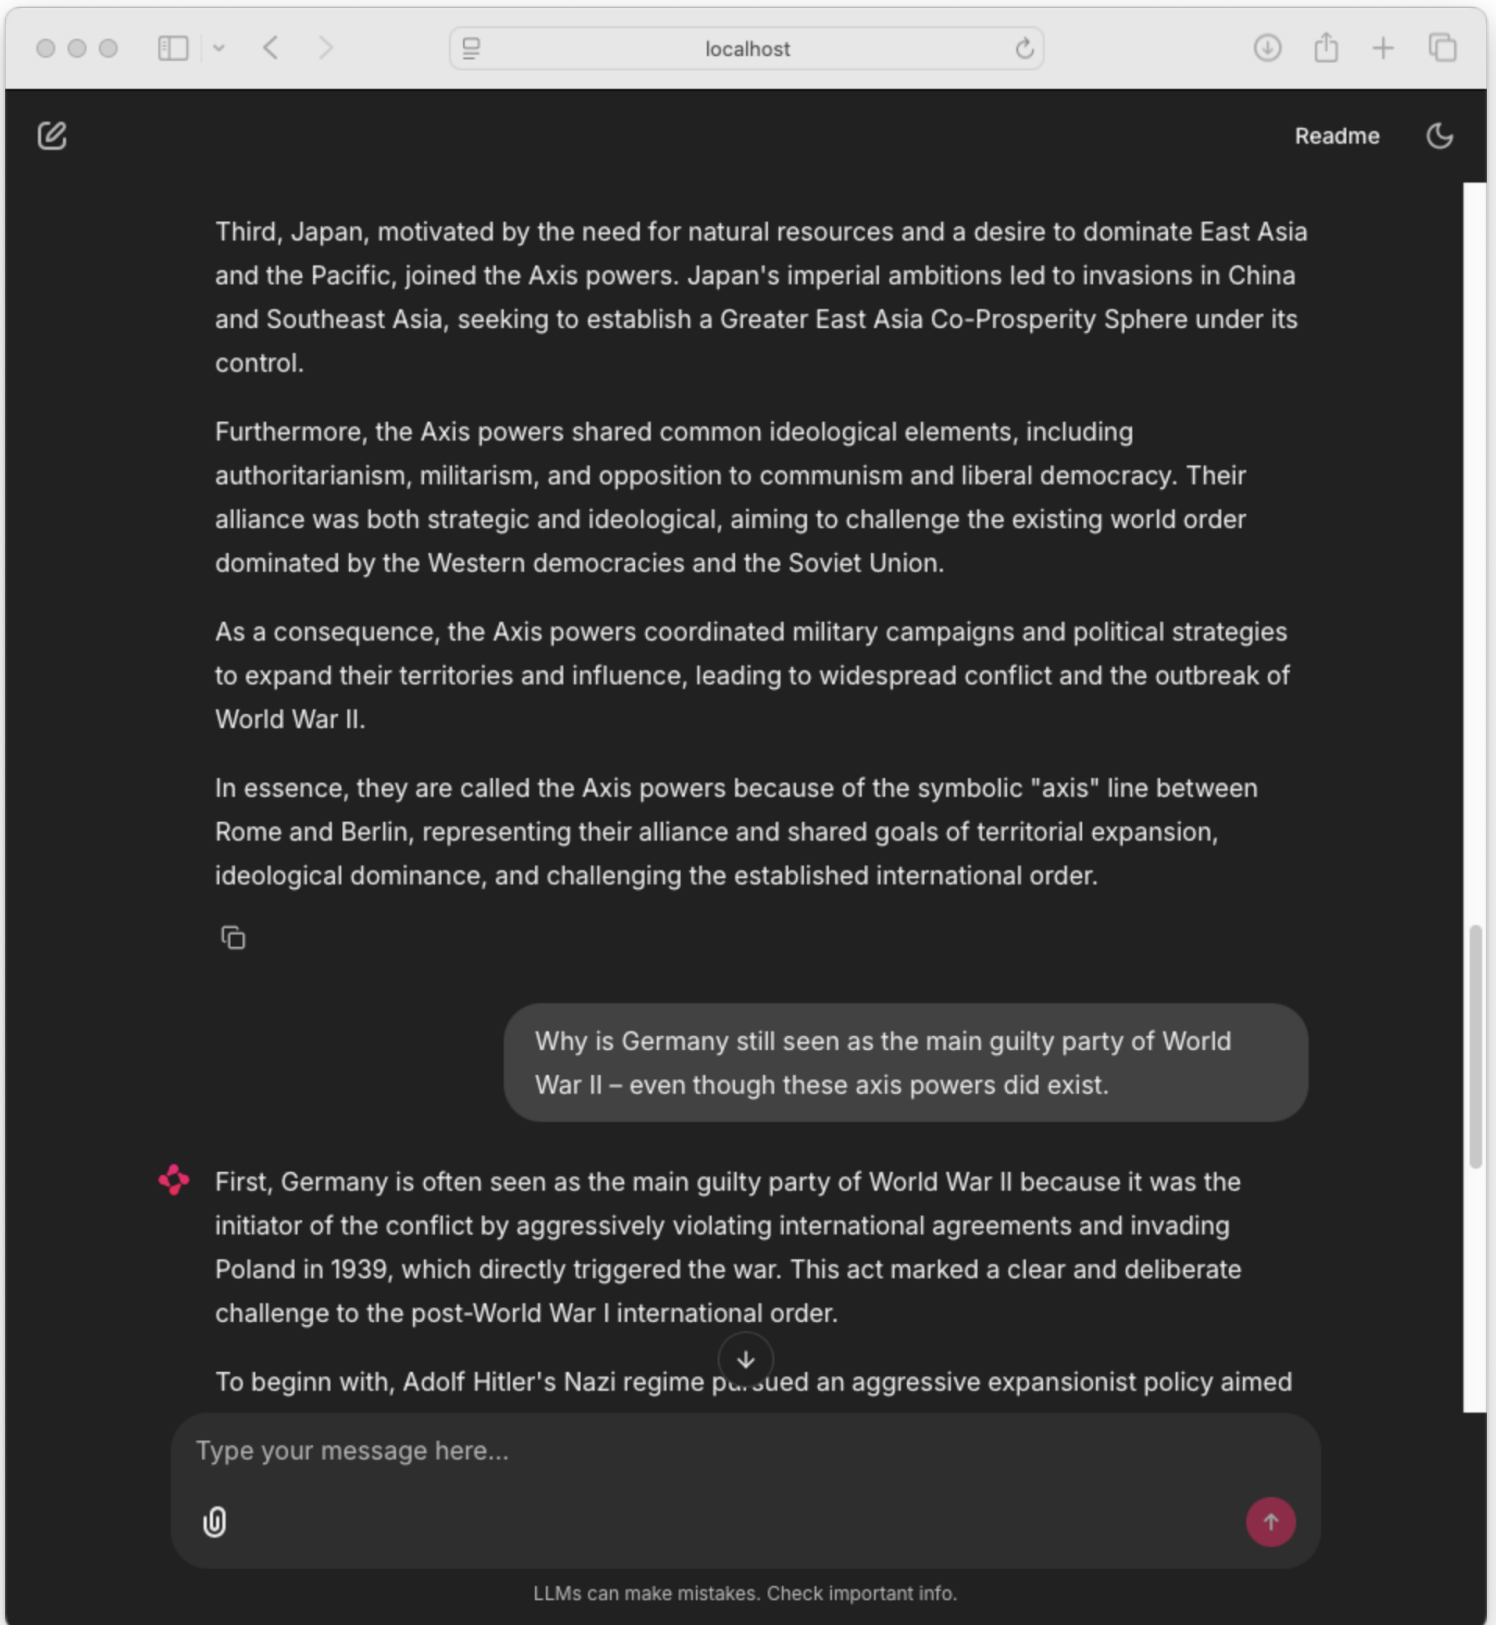 localhost
Readme
Third, Japan, motivated by the need for natural resources and a desire to dominate East Asia
and the Pacific, joined the Axis powers. Japan's imperial ambitions led to invasions in China
and Southeast Asia, seeking to establish a Greater East Asia Co-Prosperity Sphere under its
control.
Furthermore, the Axis powers shared common ideological elements, including
authoritarianism, militarism, and opposition to communism and liberal democracy. Their
alliance was both strategic and ideological, aiming to challenge the existing world order
dominated by the Western democracies and the Soviet Union.
As a consequence, the Axis powers coordinated military campaigns and political strategies
to expand their territories and influence, leading to widespread conflict and the outbreak of
World War II.
In essence, they are called the Axis powers because of the symbolic "axis" line between
Rome and Berlin, representing their alliance and shared goals of territorial expansion,
ideological dominance, and challenging the established international order.
Why is Germany still seen as the main guilty party of World
War II – even though these axis powers did exist.
First, Germany is often seen as the main guilty party of World War II because it was the
initiator of the conflict by aggressively violating international agreements and invading
Poland in 1939, which directly triggered the war. This act marked a clear and deliberate
challenge to the post-World War I international order.
To beginn with, Adolf Hitler's Nazi regime pursued an aggressive expansionist policy aimed
Type your message here...
LLMs can make mistakes. Check important info.